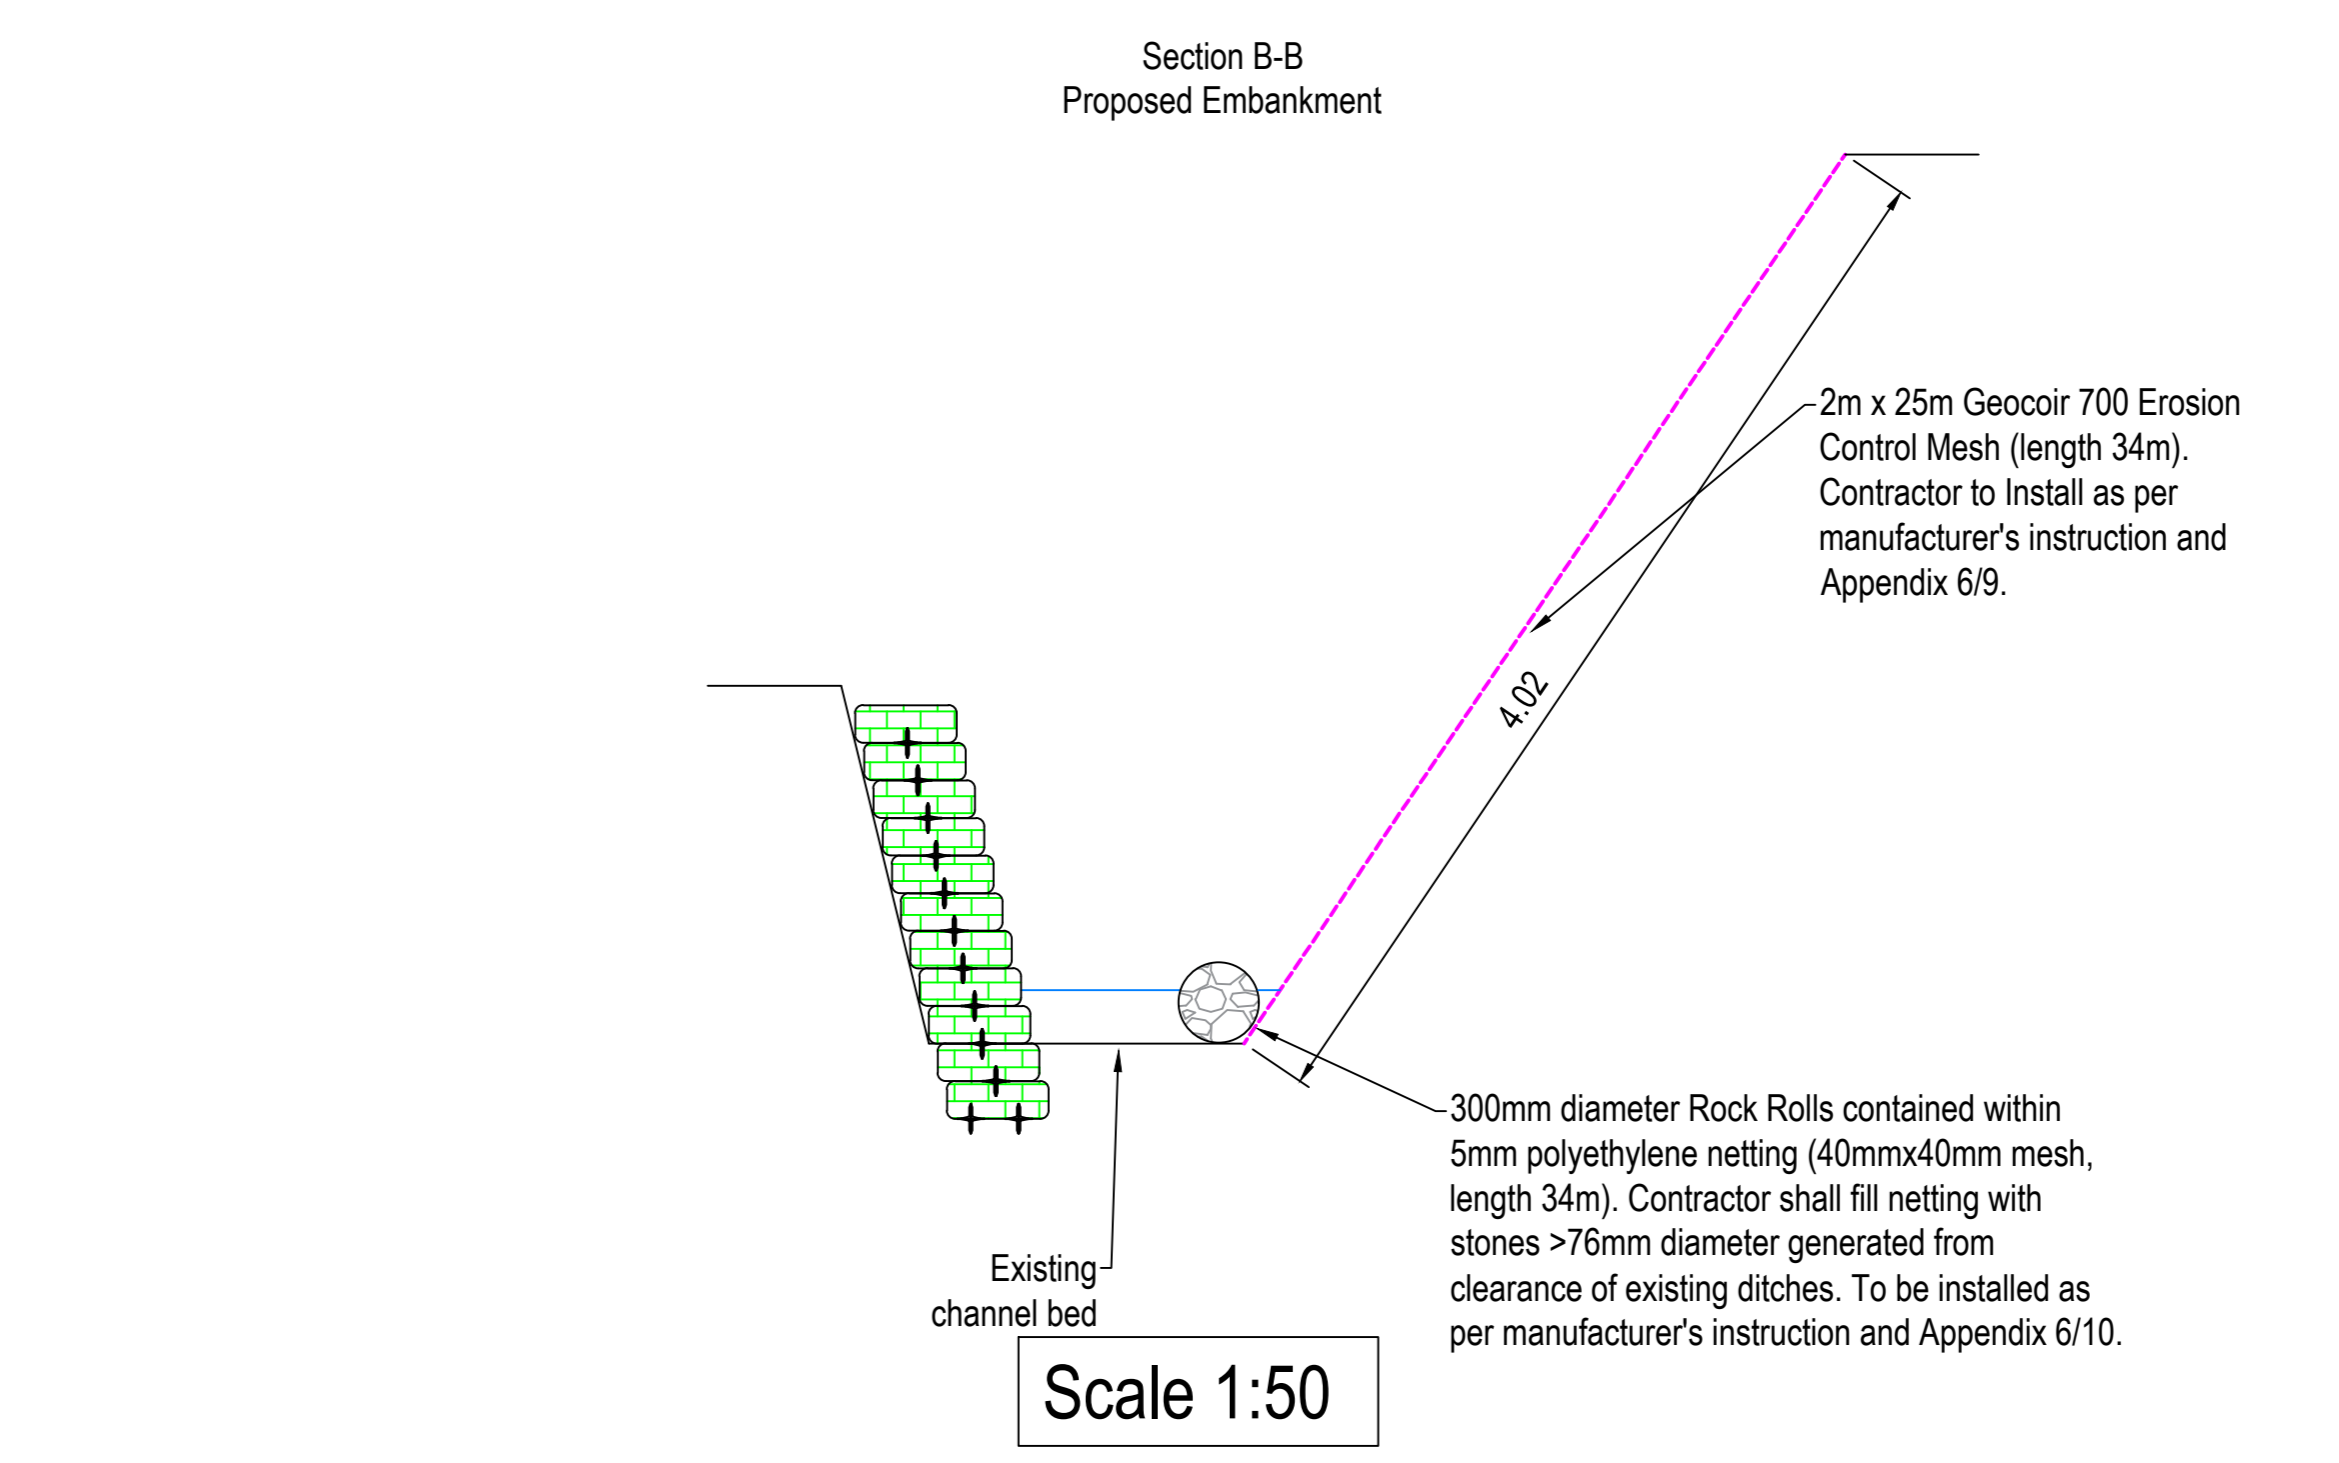 Section B-B
Proposed Embankment
2m x 25m Geocoir 700 Erosion
Control Mesh (length 34m).
Contractor to Install as per
manufacturer's instruction and
Appendix 6/9.
4.02
300mm diameter Rock Rolls contained within
5mm polyethylene netting (40mmx40mm mesh,
length 34m). Contractor shall fill netting with
stones >76mm diameter generated from
clearance of existing ditches. To be installed as
per manufacturer's instruction and Appendix 6/10.
Existing
channel bed
Scale 1:50